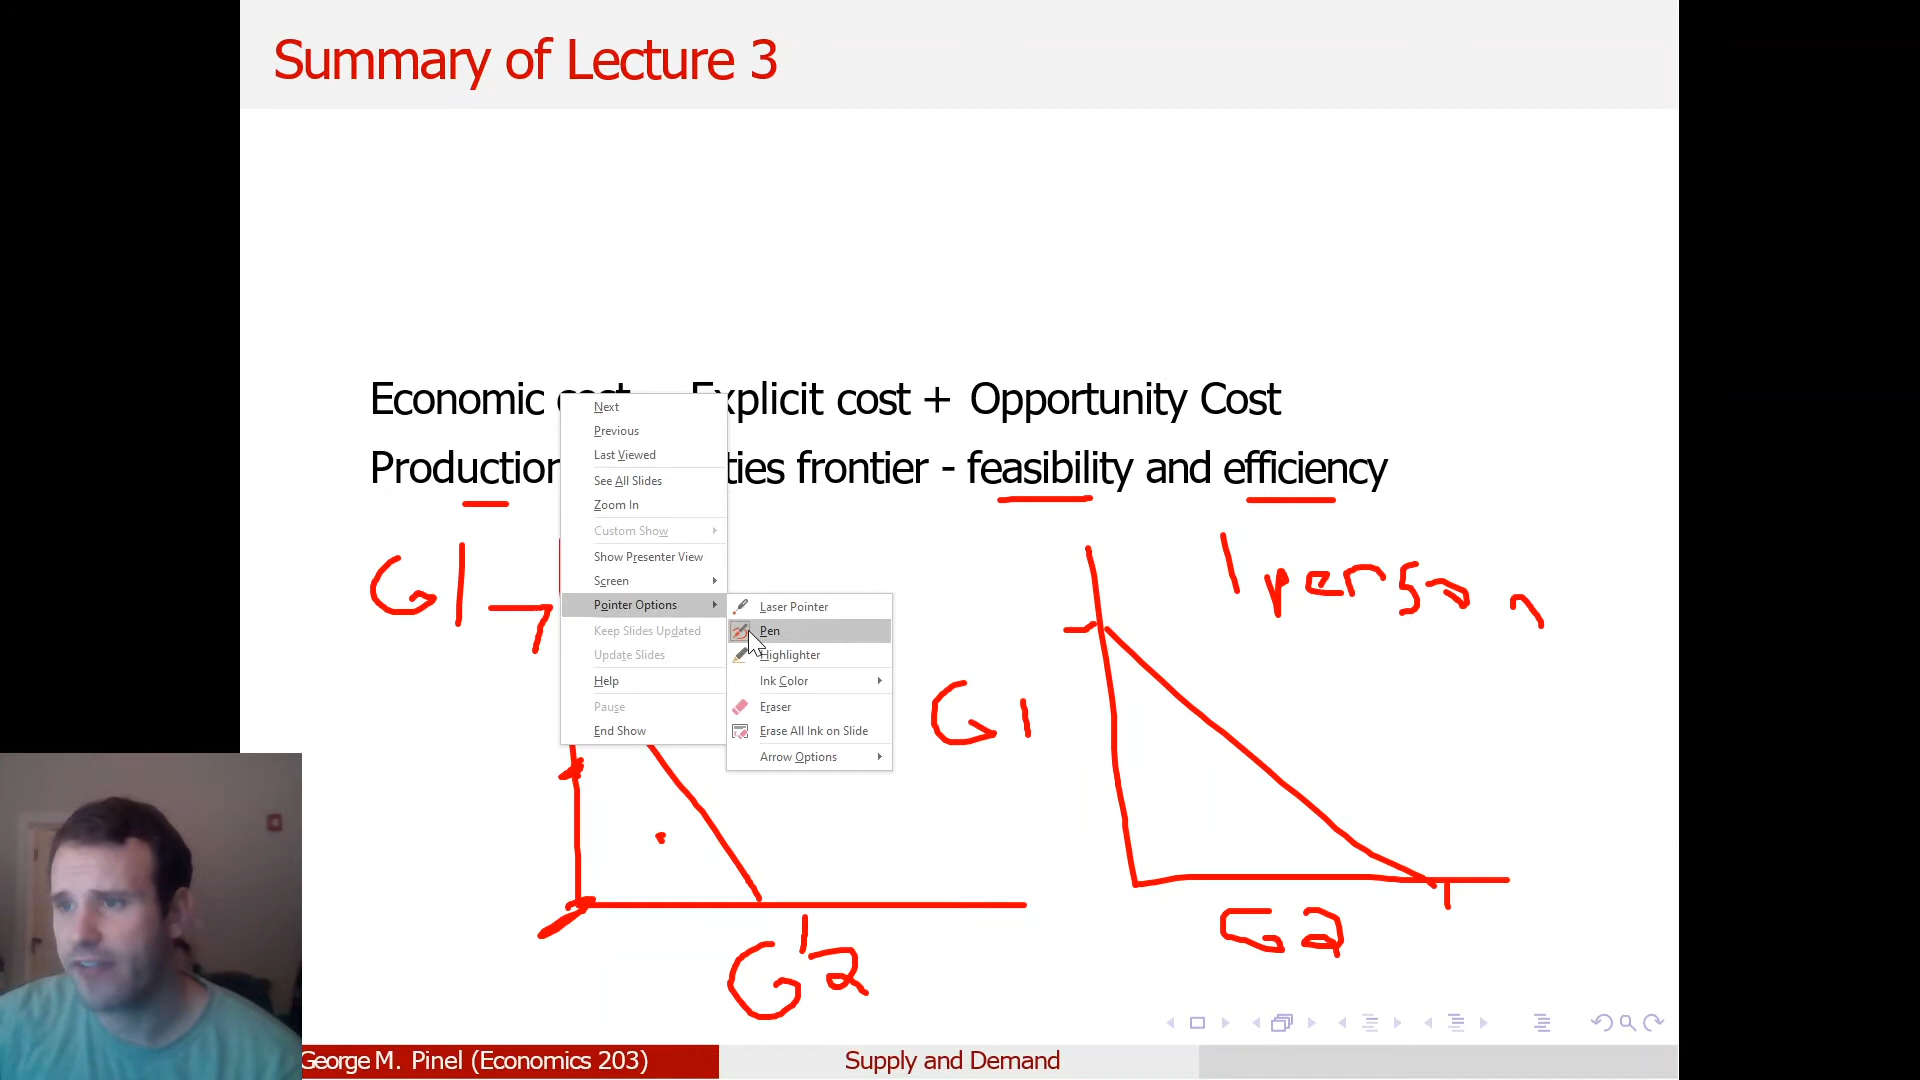 Summary of Lecture 3
Economic Explicit cost + Opportunity Cost
Production ties frontier - feasibility and efficiency
Next
Previous
Last Viewed
See All Slides
Zoom In
Custom Show
Show Presenter View
Screen
Pointer Options
Keep Slides Updated
Update Slides
Help
Pause
End Show
Laser Pointer
Pen
Highlighter
Ink Color
Eraser
Erase All Ink on Slide
Arrow Options
G1
G2
1 person
G1
G2
George M. Pinel (Economics 203)
Supply and Demand